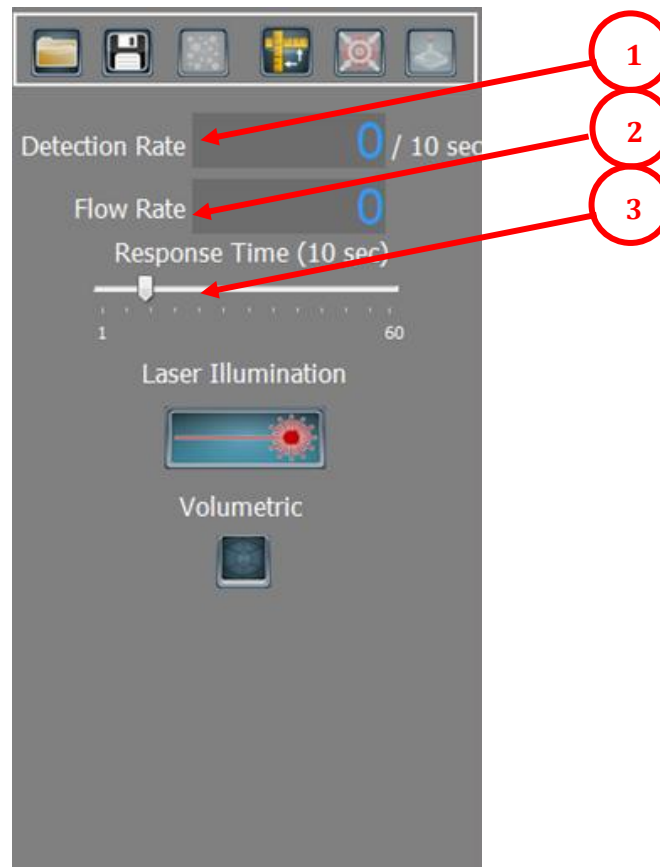 1
Detection Rate 0 / 10 sec
2
Flow Rate 0
3
Response Time (10 sec)
1 60
Laser Illumination
Volumetric